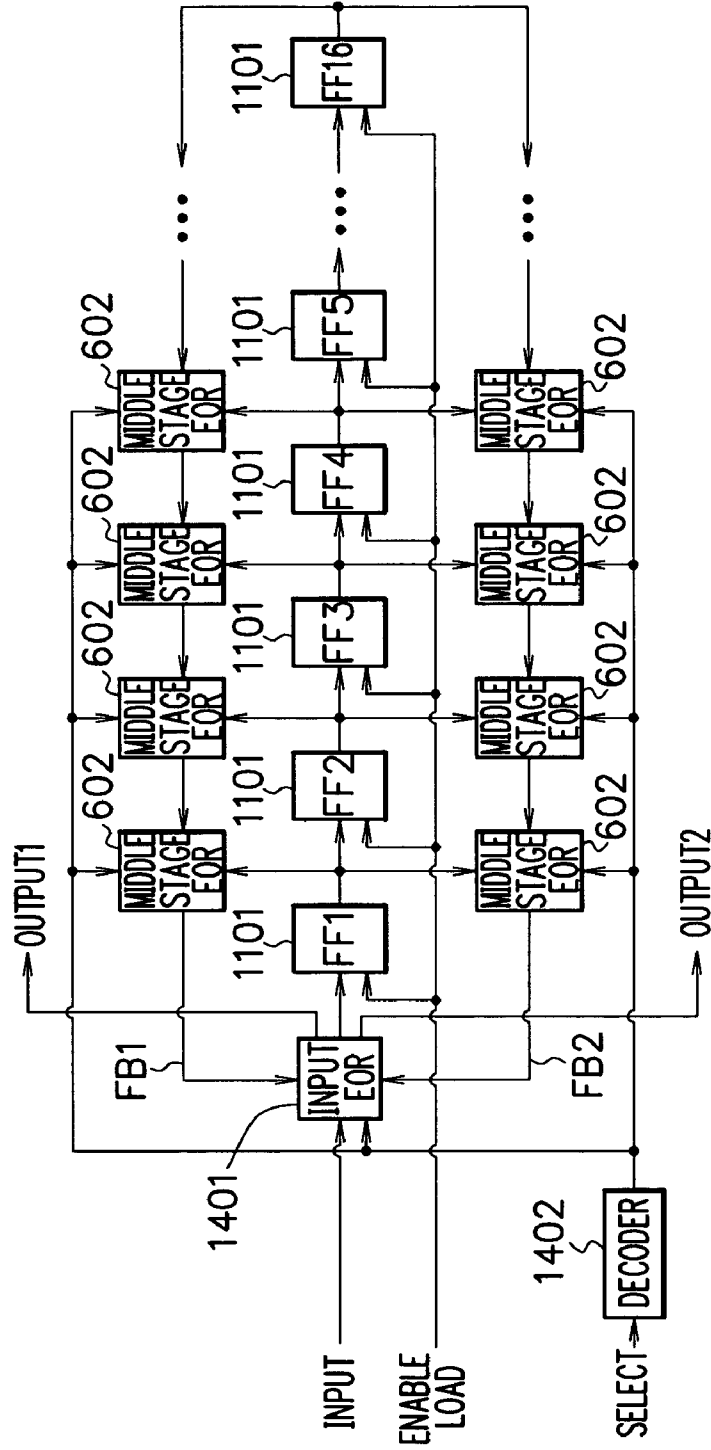 OUTPUT1
602
602
602
602
MIDDLE
STAGE
EOR
MIDDLE
STAGE
EOR
MIDDLE
STAGE
EOR
MIDDLE
STAGE
EOR
FB1
1101
1101
1101
1101
1101
1101
1401
INPUT
EOR
FF1
FF2
FF3
FF4
FF5
FF16
INPUT
ENABLE
LOAD
MIDDLE
STAGE
EOR
MIDDLE
STAGE
EOR
MIDDLE
STAGE
EOR
MIDDLE
STAGE
EOR
602
602
602
602
FB2
1402
DECODER
SELECT
OUTPUT2